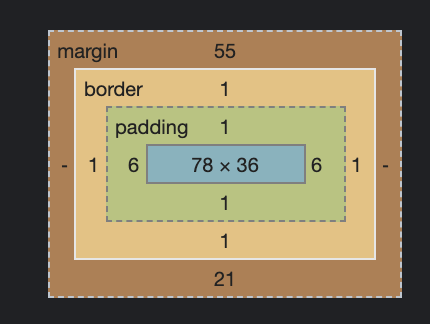 margin 55
border 1
padding 1
- 1 6 78 × 36 6 1 -
1
1
21